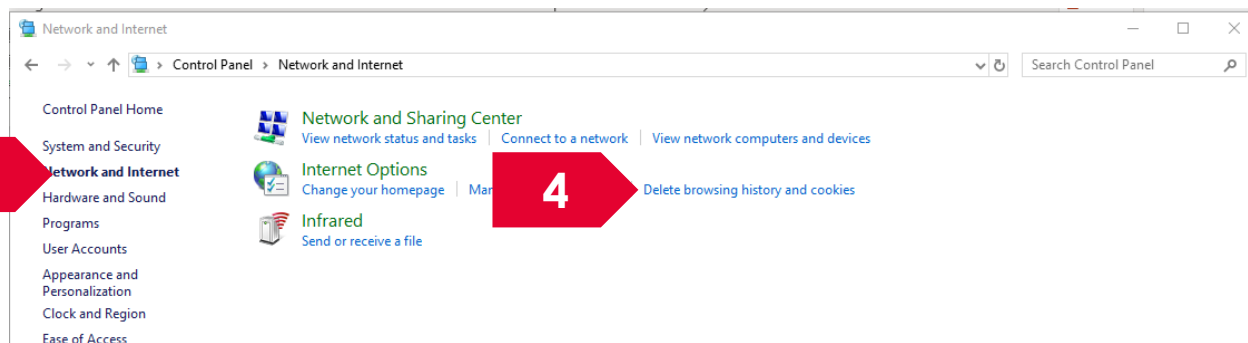 Network and Internet
Control Panel > Network and Internet
Search Control Panel
Control Panel Home
System and Security
Network and Internet
Hardware and Sound
Programs
User Accounts
Appearance and
Personalization
Clock and Region
Ease of Access
Network and Sharing Center
View network status and tasks | Connect to a network | View network computers and devices
Internet Options
Change your homepage | 4 Delete browsing history and cookies
Infrared
Send or receive a file